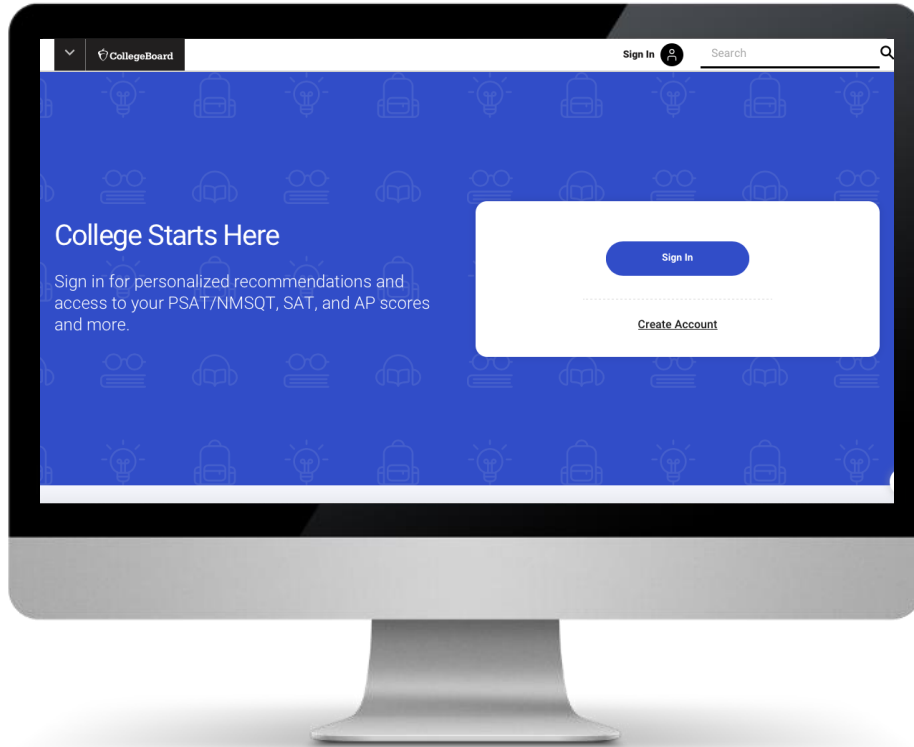 CollegeBoard
Sign In
Search
College Starts Here
Sign in for personalized recommendations and
access to your PSAT/NMSQT, SAT, and AP scores
and more.
Sign In
Create Account